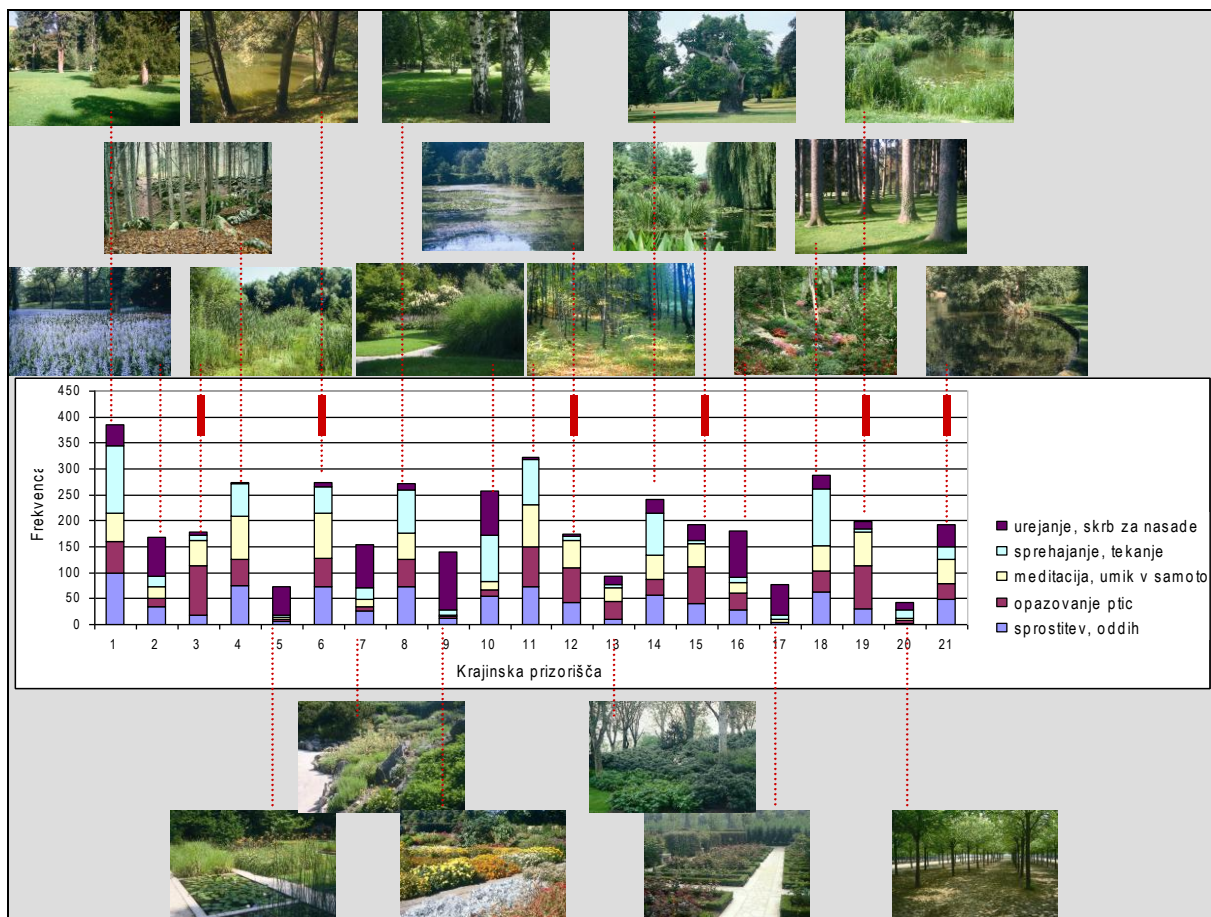 450
400
350
300
250
200
150
100
50
0
Frekvenca
1 2 3 4 5 6 7 8 9 10 11 12 13 14 15 16 17 18 19 20 21
Krajinska prizorišča
urejanje, skrb za nasade
sprehajanje, tekanje
meditacija, umik v samoto
opazovanje ptic
sprostitev, oddih